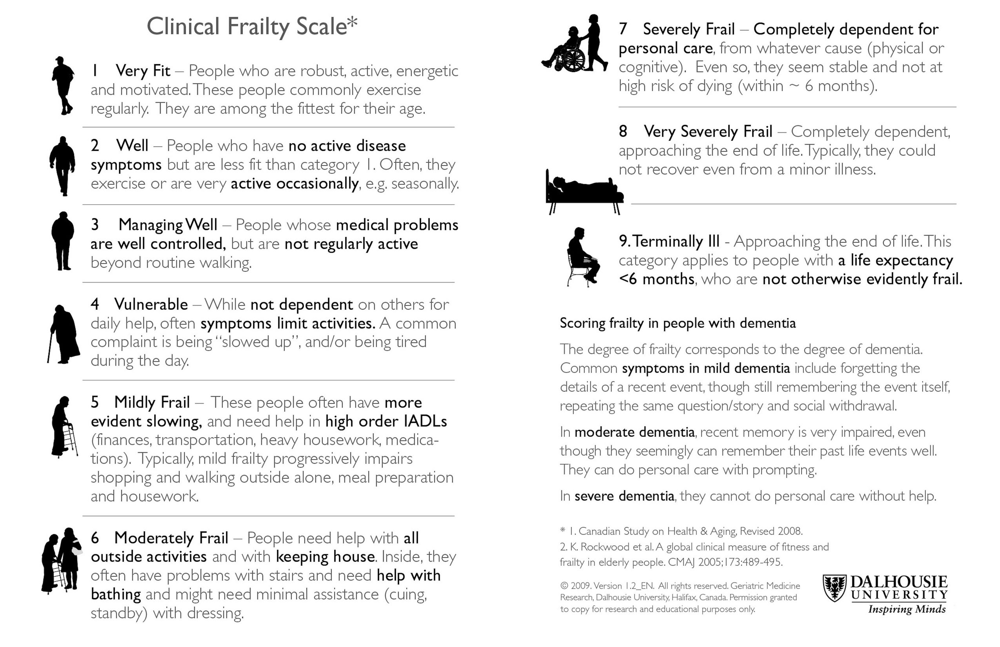 Clinical Frailty Scale*
1 Very Fit – People who are robust, active, energetic
and motivated. These people commonly exercise
regularly. They are among the fittest for their age.
2 Well – People who have no active disease
symptoms but are less fit than category 1. Often, they
exercise or are very active occasionally, e.g. seasonally.
3 Managing Well – People whose medical problems
are well controlled, but are not regularly active
beyond routine walking.
4 Vulnerable – While not dependent on others for
daily help, often symptoms limit activities. A common
complaint is being “slowed up”, and/or being tired
during the day.
5 Mildly Frail – These people often have more
evident slowing, and need help in high order IADLs
(finances, transportation, heavy housework, medica-
tions). Typically, mild frailty progressively impairs
shopping and walking outside alone, meal preparation
and housework.
6 Moderately Frail – People need help with all
outside activities and with keeping house. Inside, they
often have problems with stairs and need help with
bathing and might need minimal assistance (cuing,
standby) with dressing.
7 Severely Frail – Completely dependent for
personal care, from whatever cause (physical or
cognitive). Even so, they seem stable and not at
high risk of dying (within ~ 6 months).
8 Very Severely Frail – Completely dependent,
approaching the end of life. Typically, they could
not recover even from a minor illness.
9. Terminally Ill - Approaching the end of life. This
category applies to people with a life expectancy
<6 months, who are not otherwise evidently frail.
Scoring frailty in people with dementia
The degree of frailty corresponds to the degree of dementia.
Common symptoms in mild dementia include forgetting the
details of a recent event, though still remembering the event itself,
repeating the same question/story and social withdrawal.
In moderate dementia, recent memory is very impaired, even
though they seemingly can remember their past life events well.
They can do personal care with prompting.
In severe dementia, they cannot do personal care without help.
* 1. Canadian Study on Health & Aging, Revised 2008.
2. K. Rockwood et al. A global clinical measure of fitness and
frailty in elderly people. CMAJ 2005;173:489-495.
© 2009. Version 1.2_EN. All rights reserved. Geriatric Medicine
Research, Dalhousie University, Halifax, Canada. Permission granted
to copy for research and educational purposes only.
DALHOUSIE
UNIVERSITY
Inspiring Minds